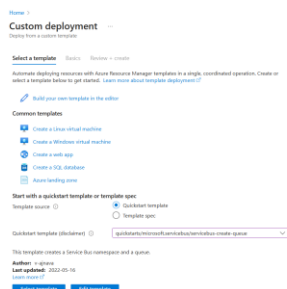 Home >
Custom deployment ...
Deploy from a custom template
Select a template Basics Review + create
Automate deploying resources with Azure Resource Manager templates in a single, coordinated operation. Create or
select a template below to get started. Learn more about template deployment
Build your own template in the editor
Common templates
Create a Linux virtual machine
Create a Windows virtual machine
Create a web app
Create a SQL database
Azure landing zone
Start with a quickstart template or template spec
Template source
Quickstart template
Template spec
Quickstart template (disclaimer)
quickstarts/microsoft.servicebus/servicebus-create-queue
This template creates a Service Bus namespace and a queue.
Author: v-ajnava
Last updated: 2022-05-16
Learn more
Select template Edit template